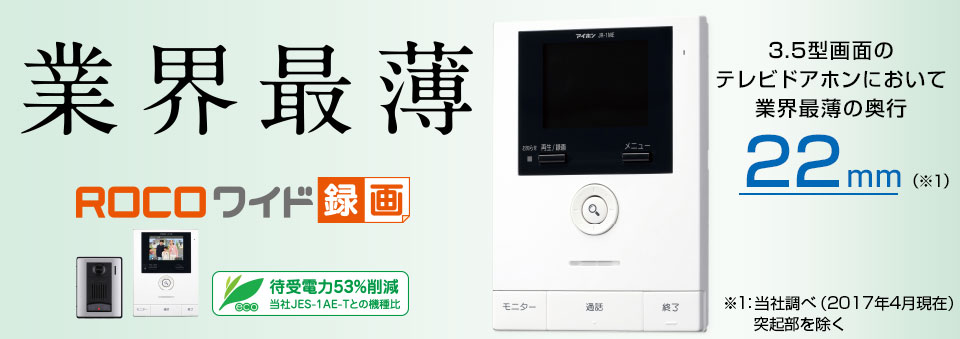 業界最薄
ROCOワイド録画
eco
待受電力53%削減
当社JES-1AE-Tとの機種比
アイホン JR-1ME
お知らせ 再生/録画
メニュー
モニター 通話 終了
3.5型画面の
テレビドアホンにおいて
業界最薄の奥行
22mm(※1)
※1:当社調べ(2017年4月現在)
突起部を除く